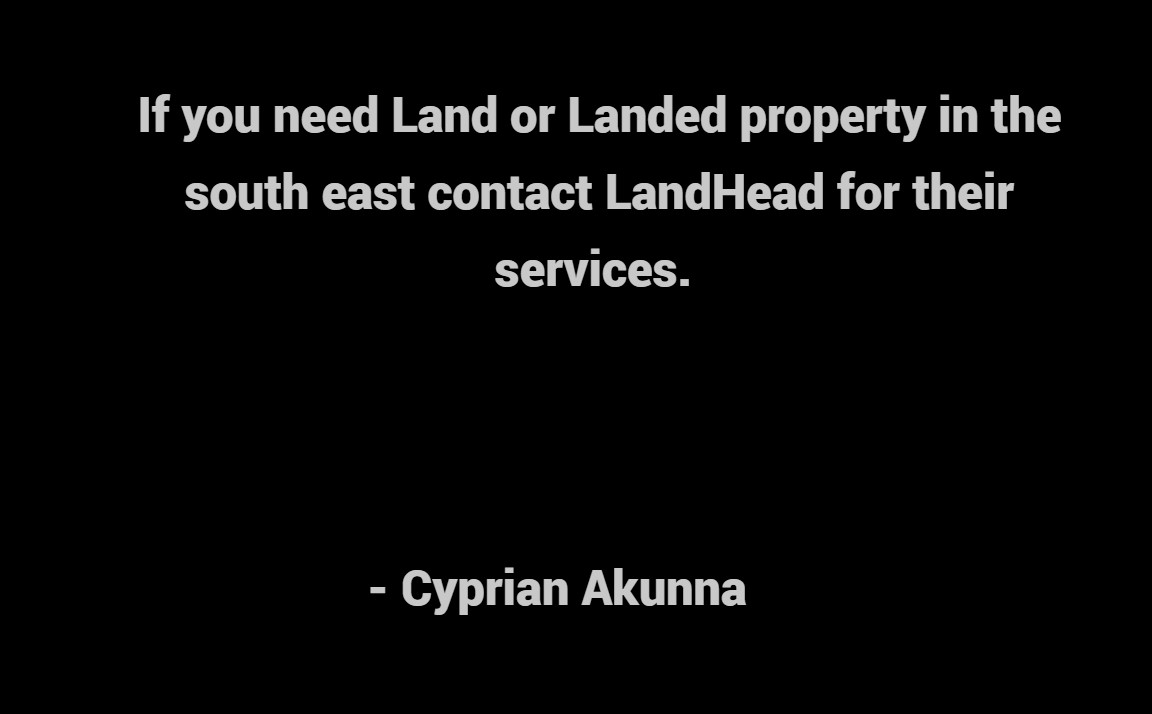 If you need Land or Landed property in the
south east contact LandHead for their
services.
- Cyprian Akunna